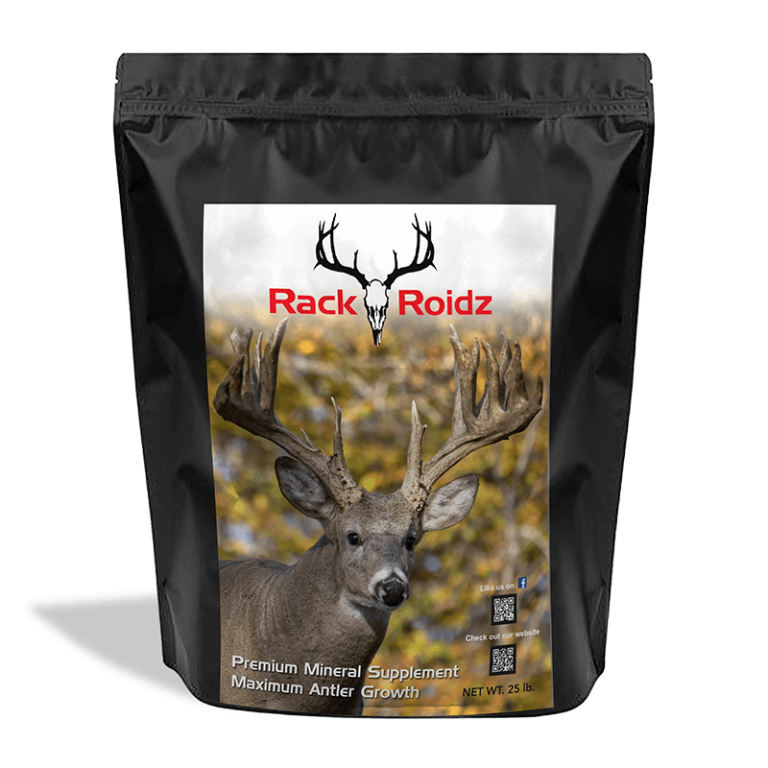 Rack Roidz
Like us on f
Check out our website
Premium Mineral Supplement
Maximum Antler Growth
NET WT. 25 lb.